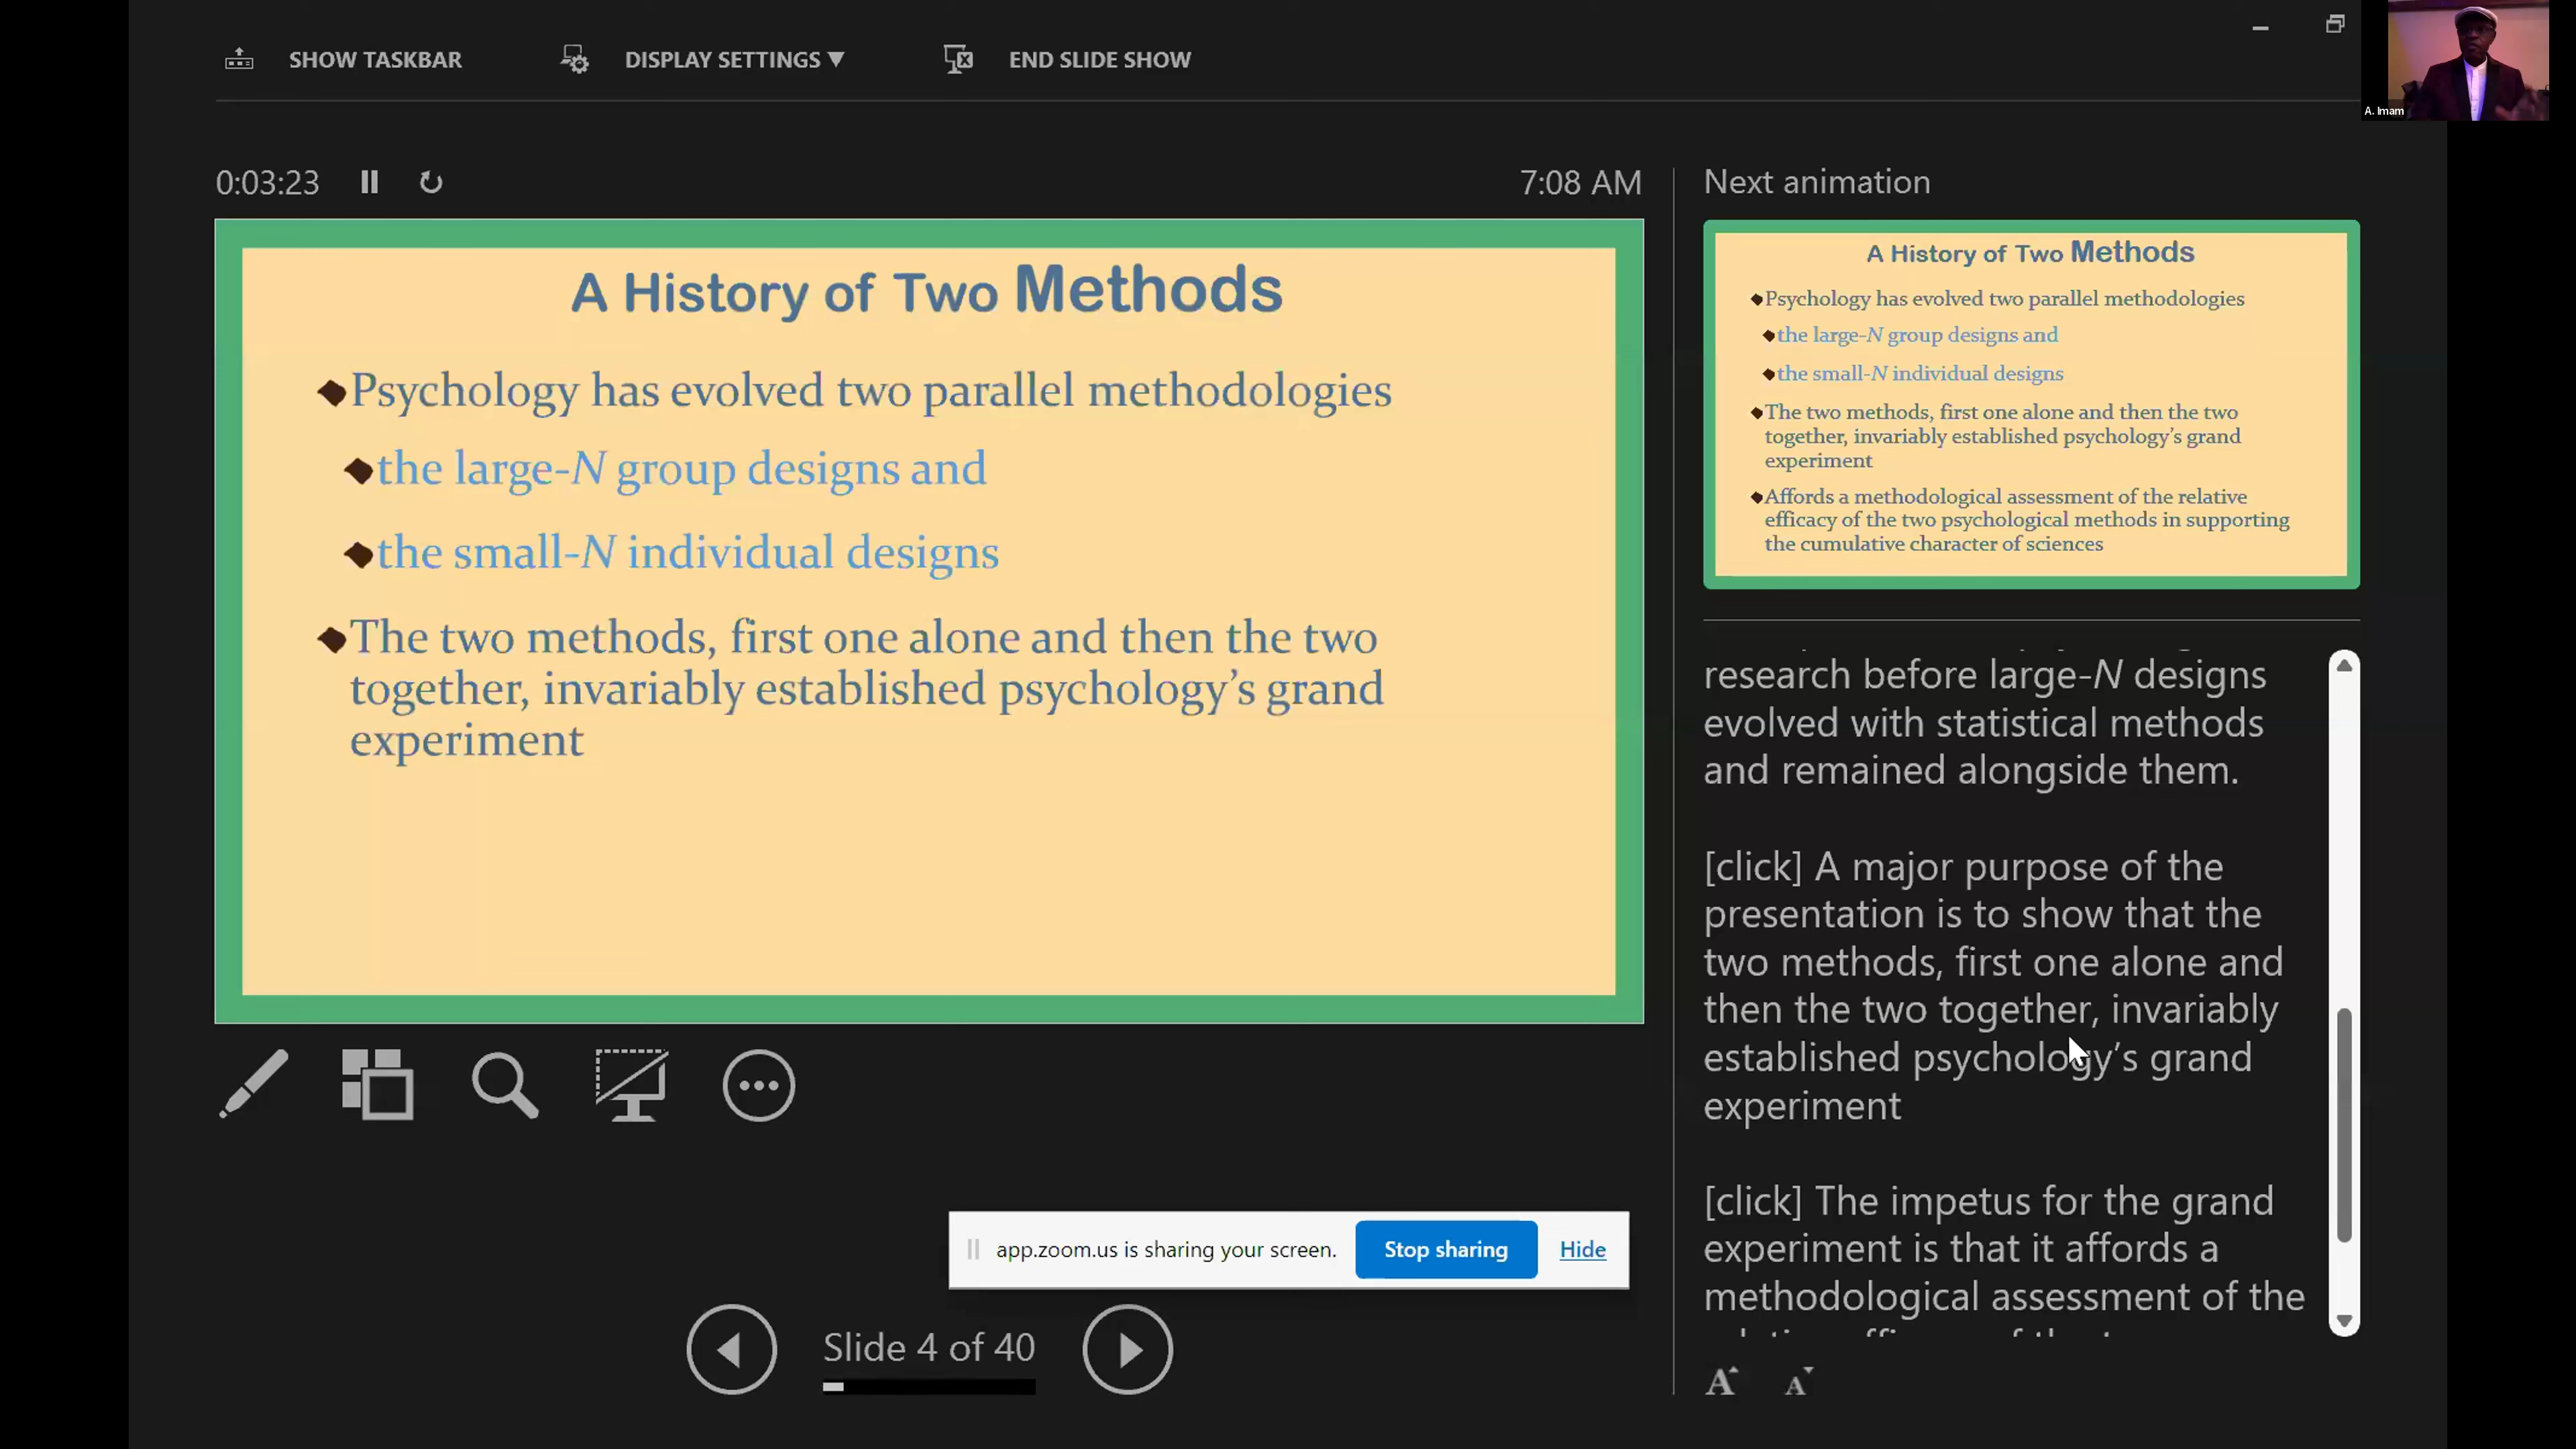 SHOW TASKBAR
DISPLAY SETTINGS ▼
END SLIDE SHOW
A. Imam
0:03:23
7:08 AM
Next animation
A History of Two Methods
Psychology has evolved two parallel methodologies
the large-N group designs and
the small-N individual designs
The two methods, first one alone and then the two
together, invariably established psychology’s grand
experiment
A History of Two Methods
Psychology has evolved two parallel methodologies
the large-N group designs and
the small-N individual designs
The two methods, first one alone and then the two
together, invariably established psychology’s grand
experiment
Affords a methodological assessment of the relative
efficacy of the two psychological methods in supporting
the cumulative character of sciences
research before large-N designs
evolved with statistical methods
and remained alongside them.
[click] A major purpose of the
presentation is to show that the
two methods, first one alone and
then the two together, invariably
established psychology’s grand
experiment
[click] The impetus for the grand
experiment is that it affords a
methodological assessment of the
app.zoom.us is sharing your screen.
Stop sharing
Hide
Slide 4 of 40
A A